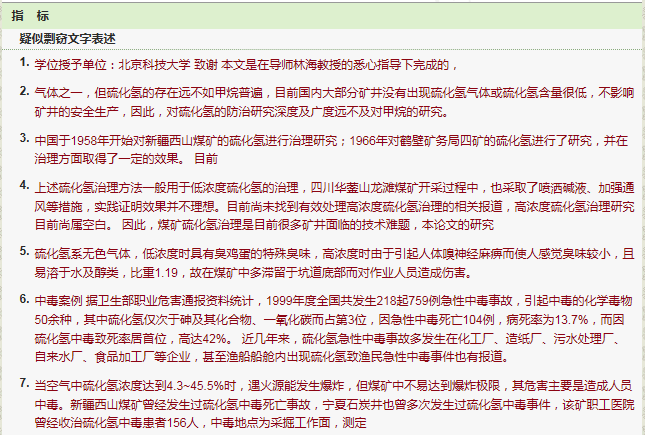 指 标
疑似剽窃文字表述
1. 学位授予单位：北京科技大学 致谢 本文是在导师林海教授的悉心指导下完成的，
2. 气体之一，但硫化氢的存在远不如甲烷普遍，目前国内大部分矿井没有出现硫化氢气体或硫化氢含量很低，不影响
矿井的安全生产，因此，对硫化氢的防治研究深度及广度远不及对甲烷的研究。
3. 中国于1958年开始对新疆西山煤矿的硫化氢进行治理研究；1966年对鹤壁矿务局四矿的硫化氢进行了研究，并在
治理方面取得了一定的效果。 目前
4. 上述硫化氢治理方法一般用于低浓度硫化氢的治理，四川华蓥山龙滩煤矿开采过程中，也采取了喷洒碱液、加强通
风等措施，实践证明效果并不理想。目前尚未找到有效处理高浓度硫化氢治理的相关报道，高浓度硫化氢治理研究
目前尚属空白。 因此，煤矿硫化氢治理是目前很多矿井面临的技术难题，本论文的研究
5. 硫化氢系无色气体，低浓度时具有臭鸡蛋的特殊臭味，高浓度时由于引起人体嗅神经麻痹而使人感觉臭味较小，且
易溶于水及醇类，比重1.19，故在煤矿中多滞留于坑道底部而对作业人员造成伤害。
6. 中毒案例 据卫生部职业危害通报资料统计，1999年度全国共发生218起759例急性中毒事故，引起中毒的化学毒物
50余种，其中硫化氢仅次于砷及其化合物、一氧化碳而占第3位，因急性中毒死亡104例，病死率为13.7%，而因
硫化氢中毒致死率居首位，高达42%。 近几年来，硫化氢急性中毒事故多发生在化工厂、造纸厂、污水处理厂、
自来水厂、食品加工厂等企业，甚至渔船船舱内出现硫化氢致渔民急性中毒事件也有报道。
7. 当空气中硫化氢浓度达到4.3~45.5%时，遇火源能发生爆炸，但煤矿中不易达到爆炸极限，其危害主要是造成人员
中毒。新疆西山煤矿曾经发生过硫化氢中毒死亡事故，宁夏石炭井也曾多次发生过硫化氢中毒事件，该矿职工医院
曾经收治硫化氢中毒患者156人，中毒地点为采掘工作面，测定